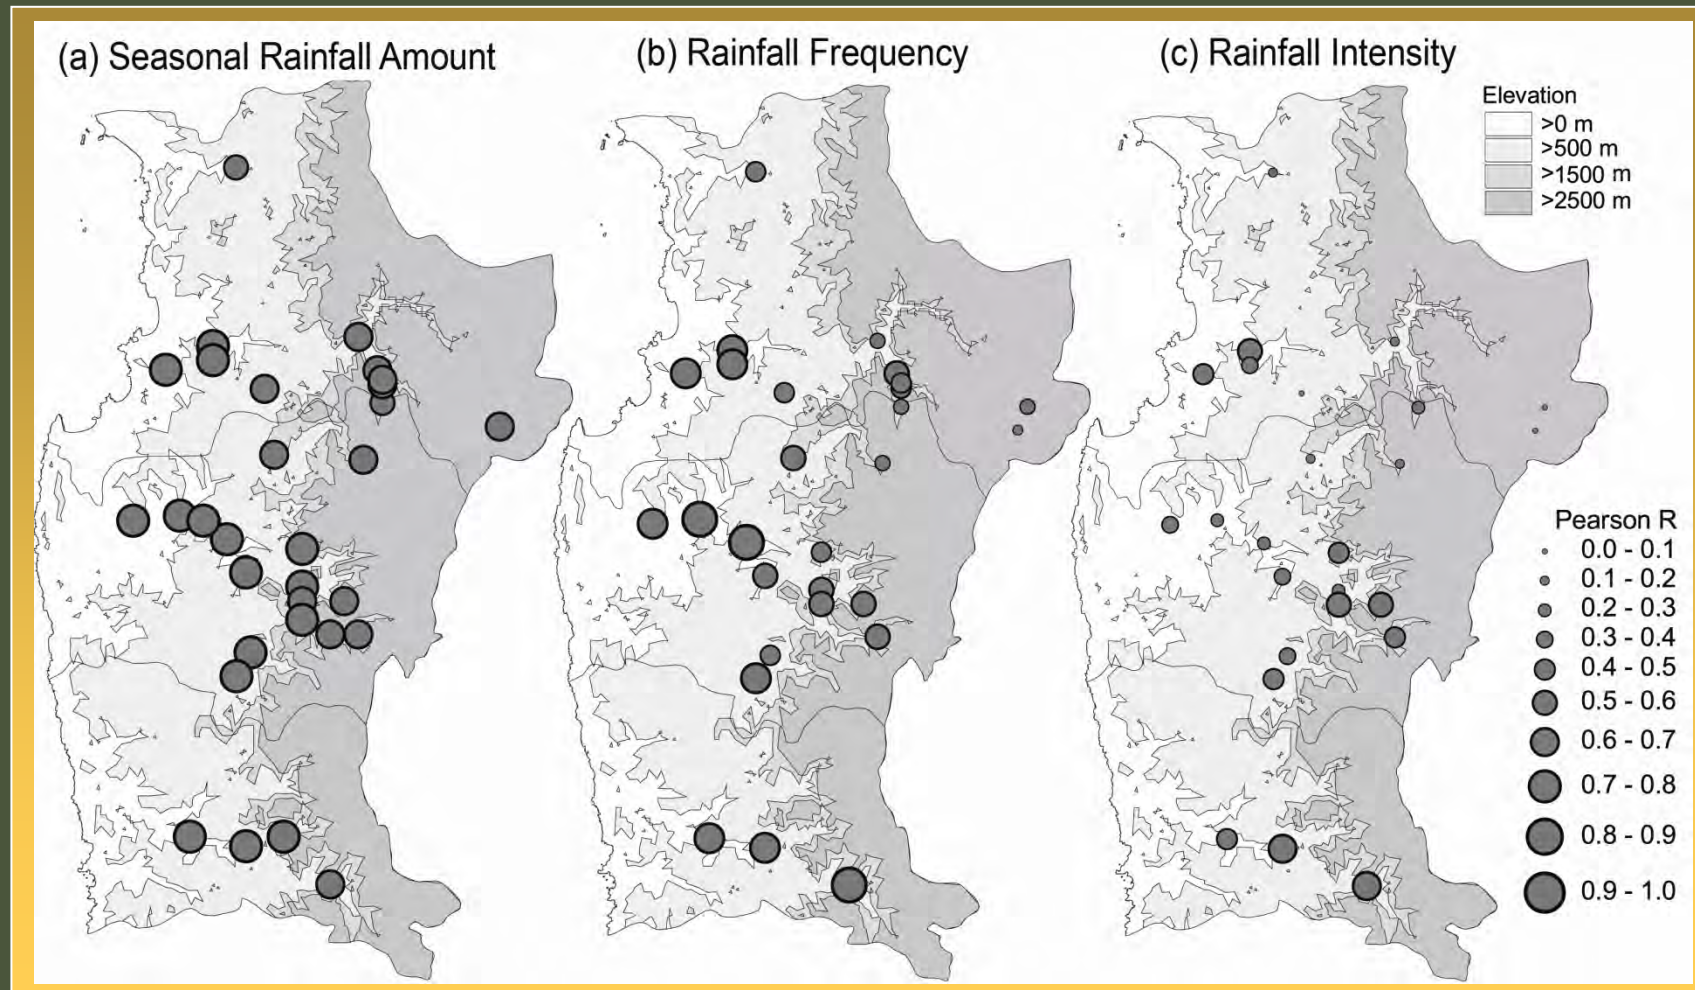 (a) Seasonal Rainfall Amount
(b) Rainfall Frequency
(c) Rainfall Intensity
Elevation
>0 m
>500 m
>1500 m
>2500 m
Pearson R
0.0 - 0.1
0.1 - 0.2
0.2 - 0.3
0.3 - 0.4
0.4 - 0.5
0.5 - 0.6
0.6 - 0.7
0.7 - 0.8
0.8 - 0.9
0.9 - 1.0